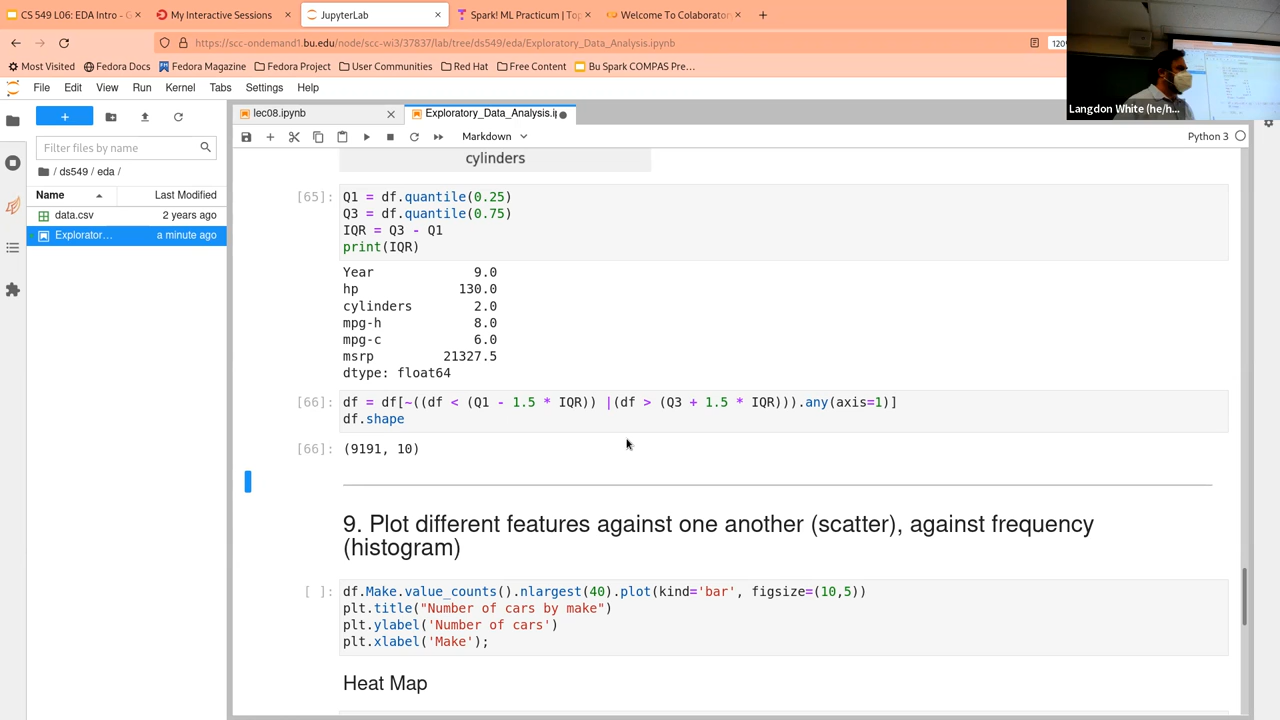 CS 549 L06: EDA Intro - G
My Interactive Sessions
JupyterLab
Spark! ML Practicum | Top
Welcome To Colaborator
https://scc-ondemand1.bu.edu/node/scc-wi3/37837/lab/tree/ds549/eda/Exploratory_Data_Analysis.ipynb
120%
Most Visited
Fedora Docs
Fedora Magazine
Fedora Project
User Communities
Red Hat
Free Content
Bu Spark COMPAS Pre…
Langdon White (he/h...
File Edit View Run Kernel Tabs Settings Help
lec08.ipynb
Exploratory_Data_Analysis.ip
Filter files by name
/ ds549 / eda /
Name Last Modified
data.csv 2 years ago
Explorator… a minute ago
Markdown
Python 3
cylinders
[65]: Q1 = df.quantile(0.25)
Q3 = df.quantile(0.75)
IQR = Q3 - Q1
print(IQR)
Year 9.0
hp 130.0
cylinders 2.0
mpg-h 8.0
mpg-c 6.0
msrp 21327.5
dtype: float64
[66]: df = df[~((df < (Q1 - 1.5 * IQR)) |(df > (Q3 + 1.5 * IQR))).any(axis=1)]
df.shape
[66]: (9191, 10)
9. Plot different features against one another (scatter), against frequency
(histogram)
[ ]: df.Make.value_counts().nlargest(40).plot(kind='bar', figsize=(10,5))
plt.title("Number of cars by make")
plt.ylabel('Number of cars')
plt.xlabel('Make');
Heat Map